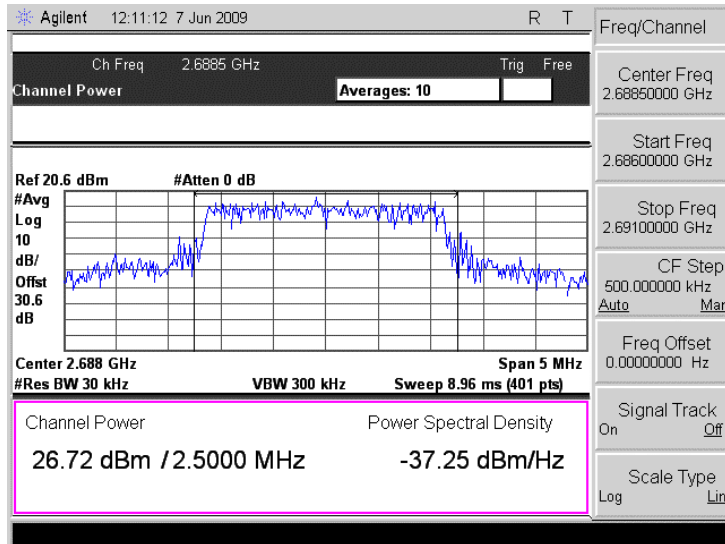 Agilent 12:11:12 7 Jun 2009 R T
Ch Freq 2.6885 GHz Trig Free
Channel Power Averages: 10
Ref 20.6 dBm #Atten 0 dB
#Avg
Log
10
dB/
Offst
30.6
dB
Center 2.688 GHz Span 5 MHz
#Res BW 30 kHz VBW 300 kHz Sweep 8.96 ms (401 pts)
Channel Power Power Spectral Density
26.72 dBm / 2.5000 MHz -37.25 dBm/Hz
Freq/Channel
Center Freq
2.68850000 GHz
Start Freq
2.68600000 GHz
Stop Freq
2.69100000 GHz
CF Step
500.000000 kHz
Auto Man
Freq Offset
0.00000000 Hz
Signal Track
On Off
Scale Type
Log Lin